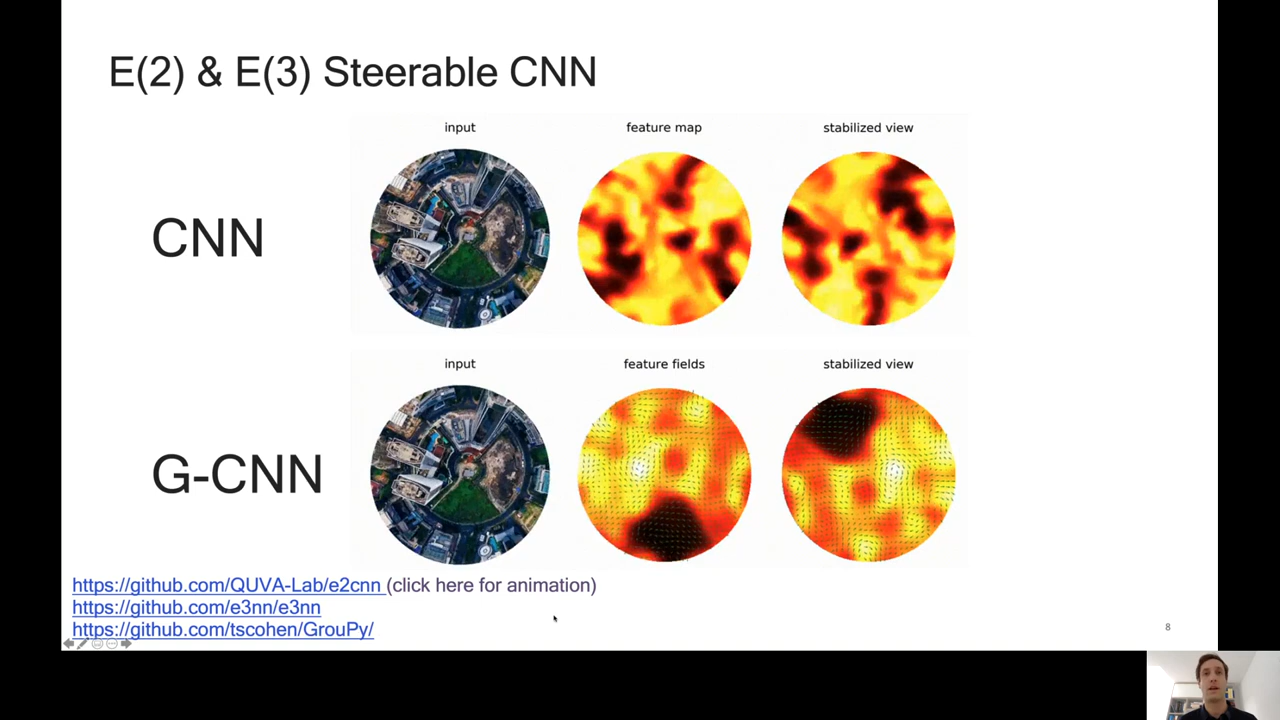 E(2) & E(3) Steerable CNN
input feature map stabilized view
CNN
input feature fields stabilized view
G-CNN
https://github.com/QUVA-Lab/e2cnn (click here for animation)
https://github.com/e3nn/e3nn
https://github.com/tscohen/GrouPy/
8